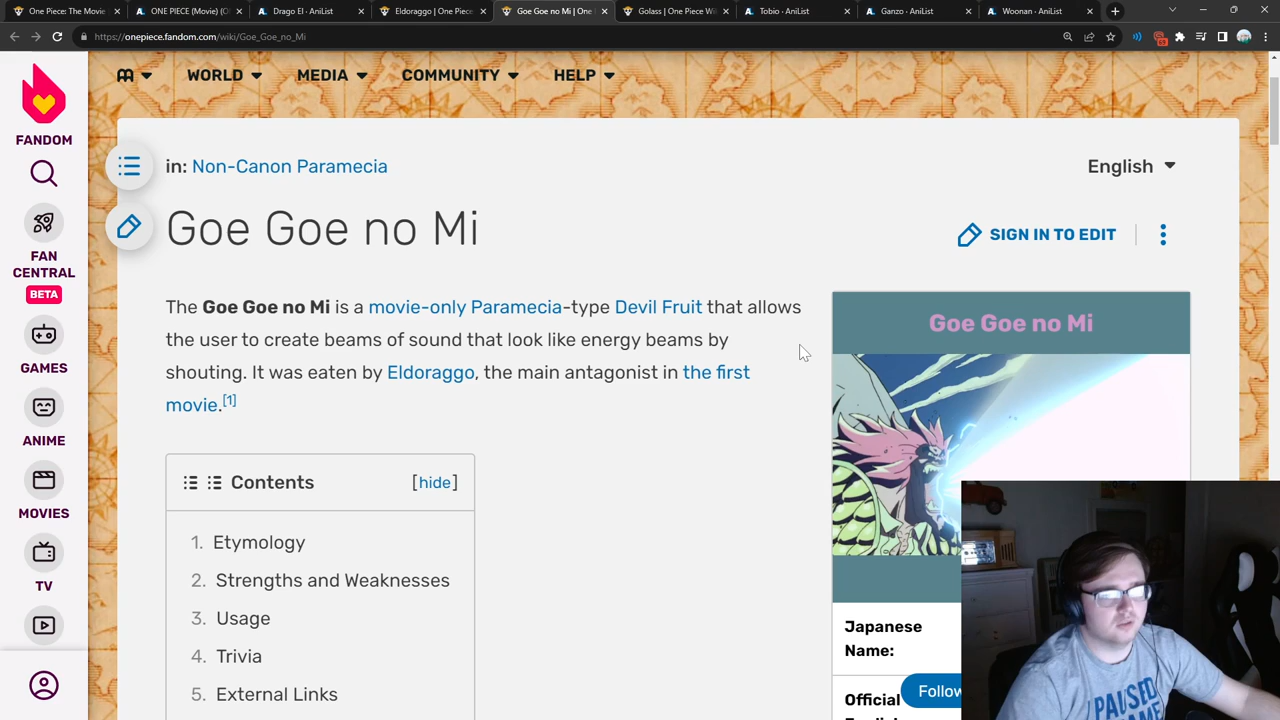 One Piece: The Movie
ONE PIECE (Movie) (O
Drago El · AniList
Eldoraggo | One Piece
Goe Goe no Mi | One
Golass | One Piece Wi
Tobio · AniList
Ganzo · AniList
Woonan · AniList
https://onepiece.fandom.com/wiki/Goe_Goe_no_Mi
WORLD MEDIA COMMUNITY HELP
FANDOM
FAN CENTRAL
BETA
GAMES
ANIME
MOVIES
TV
in: Non-Canon Paramecia
English
Goe Goe no Mi
SIGN IN TO EDIT
The Goe Goe no Mi is a movie-only Paramecia-type Devil Fruit that allows
the user to create beams of sound that look like energy beams by
shouting. It was eaten by Eldoraggo, the main antagonist in the first
movie.[1]
Contents [hide]
1. Etymology
2. Strengths and Weaknesses
3. Usage
4. Trivia
5. External Links
Goe Goe no Mi
Japanese
Name:
Official
Follow
PAUSED
GAME